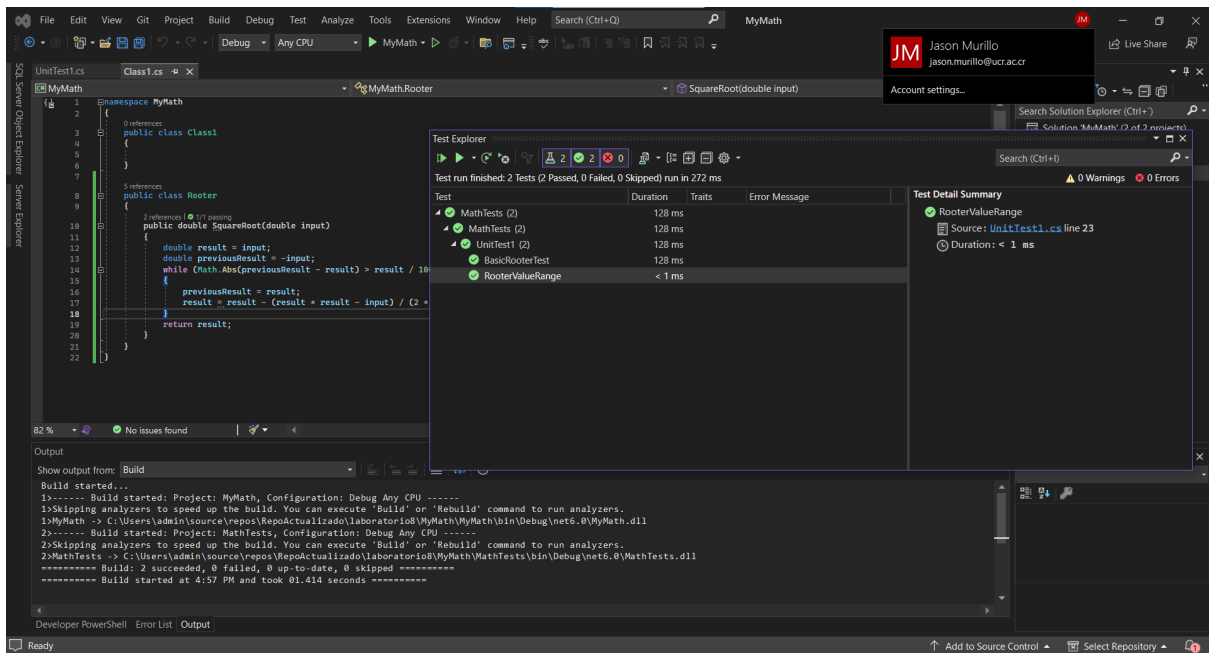 File Edit View Git Project Build Debug Test Analyze Tools Extensions Window Help Search (Ctrl+Q) MyMath JM
Debug Any CPU MyMath Live Share
JM Jason Murillo
jason.murillo@ucr.ac.cr
Account settings...
SQL Server Object Explorer
Server Explorer
UnitTest1.cs Class1.cs
MyMath MyMath.Rooter SquareRoot(double input)
Search Solution Explorer (Ctrl+´)
Solution 'MyMath' (2 of 2 projects)
1 namespace MyMath
2 {
0 references
3 public class Class1
4 {
5
6 }
7
5 references
8 public class Rooter
9 {
2 references | 1/1 passing
10 public double SquareRoot(double input)
11 {
12 double result = input;
13 double previousResult = -input;
14 while (Math.Abs(previousResult - result) > result / 10
15 {
16 previousResult = result;
17 result = result - (result * result - input) / (2 *
18 }
19 return result;
20 }
21 }
22 }
82 % No issues found
Test Explorer
2 2 0 Search (Ctrl+I)
Test run finished: 2 Tests (2 Passed, 0 Failed, 0 Skipped) run in 272 ms 0 Warnings 0 Errors
Test Duration Traits Error Message
MathTests (2) 128 ms
MathTests (2) 128 ms
UnitTest1 (2) 128 ms
BasicRooterTest 128 ms
RooterValueRange < 1 ms
Test Detail Summary
RooterValueRange
Source: UnitTest1.cs line 23
Duration: < 1 ms
Output
Show output from: Build
Build started...
1>------ Build started: Project: MyMath, Configuration: Debug Any CPU ------
1>Skipping analyzers to speed up the build. You can execute 'Build' or 'Rebuild' command to run analyzers.
1>MyMath -> C:\Users\admin\source\repos\RepoActualizado\laboratorio8\MyMath\MyMath\bin\Debug\net6.0\MyMath.dll
2>------ Build started: Project: MathTests, Configuration: Debug Any CPU ------
2>Skipping analyzers to speed up the build. You can execute 'Build' or 'Rebuild' command to run analyzers.
2>MathTests -> C:\Users\admin\source\repos\RepoActualizado\laboratorio8\MyMath\MathTests\bin\Debug\net6.0\MathTests.dll
========== Build: 2 succeeded, 0 failed, 0 up-to-date, 0 skipped ==========
========== Build started at 4:57 PM and took 01.414 seconds ==========
Developer PowerShell Error List Output
Ready Add to Source Control Select Repository 1